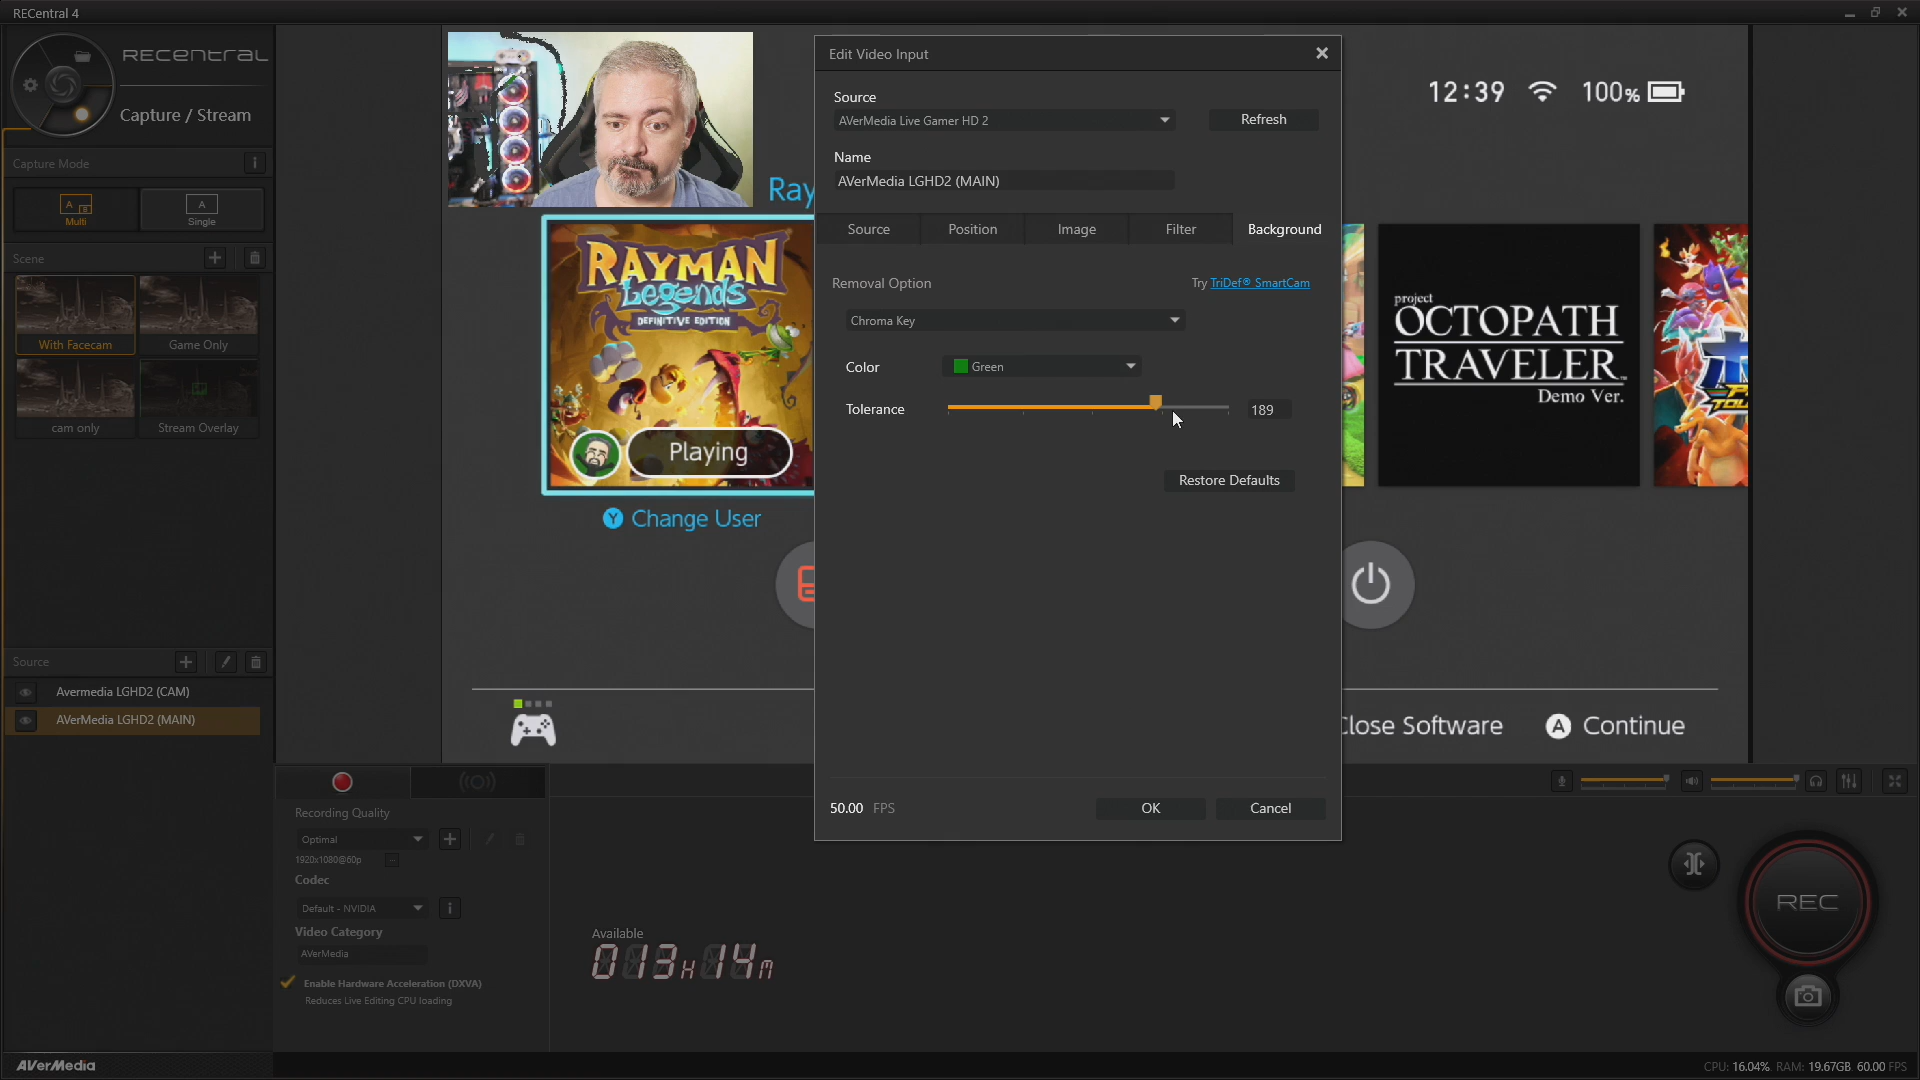 RECentral 4
RECENTRAL
Capture / Stream
Capture Mode
i
A B
Multi
A
Single
Scene
With Facecam
Game Only
cam only
Stream Overlay
Source
Avermedia LGHD2 (CAM)
AVerMedia LGHD2 (MAIN)
AVerMedia
12:39
100%
Ray
RAYMAN
Legends
DEFINITIVE EDITION
Playing
Y Change User
project
OCTOPATH
TRAVELER™
Demo Ver.
Close Software
A Continue
Edit Video Input
Source
AVerMedia Live Gamer HD 2
Refresh
Name
AVerMedia LGHD2 (MAIN)
Source
Position
Image
Filter
Background
Removal Option
Try TriDef® SmartCam
Chroma Key
Color
Green
Tolerance
189
Restore Defaults
50.00 FPS
OK
Cancel
Recording Quality
Optimal
1920x1080@60p
...
Codec
Default - NVIDIA
i
Video Category
AVerMedia
Enable Hardware Acceleration (DXVA)
Reduces Live Editing CPU loading
Available
013H 14M
REC
CPU: 16.04% RAM: 19.67GB 60.00 FPS